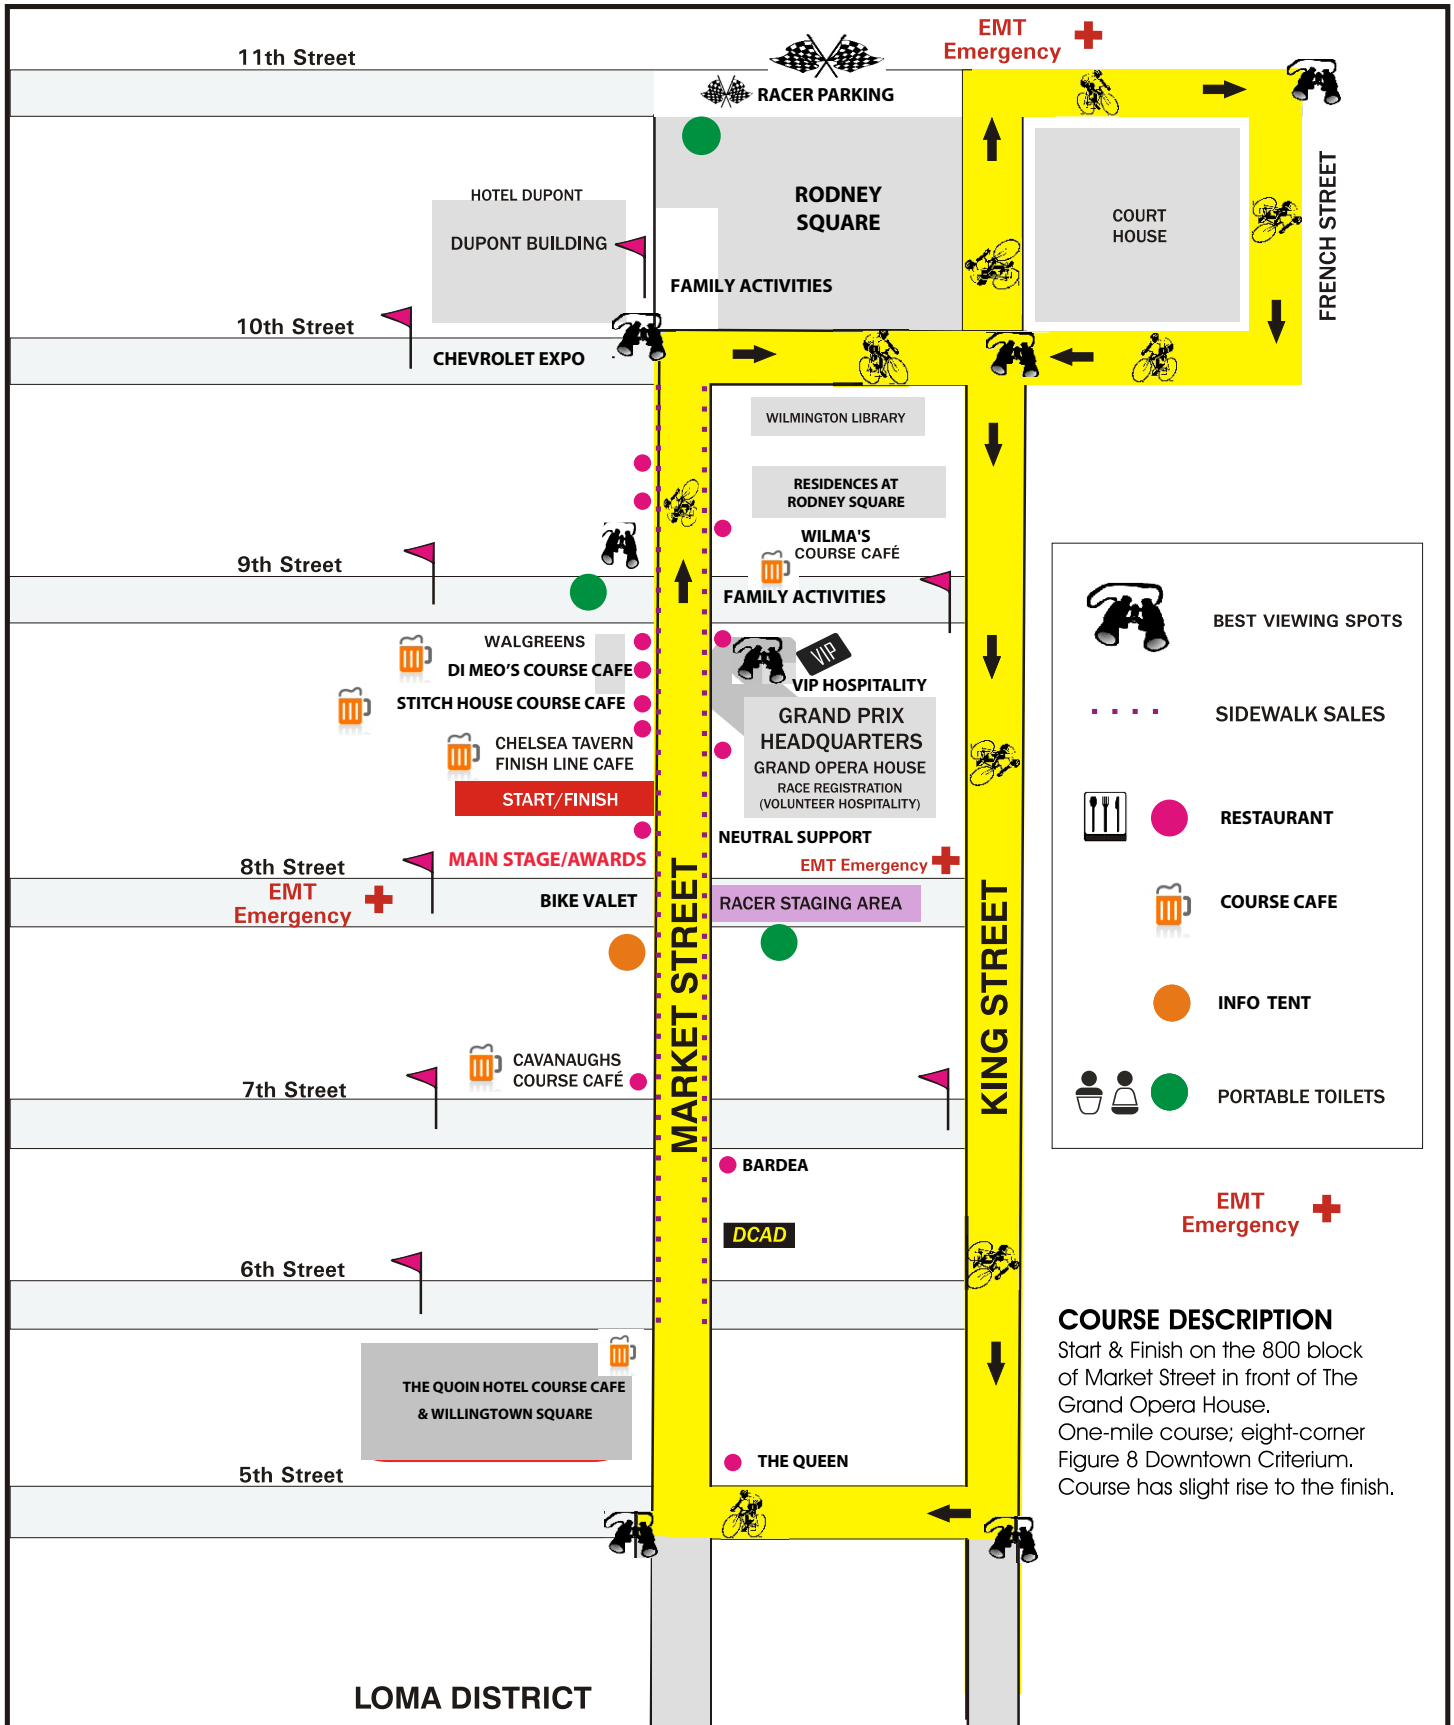 EMT
Emergency
11th Street
RACER PARKING
HOTEL DUPONT
DUPONT BUILDING
RODNEY
SQUARE
COURT
HOUSE
FRENCH STREET
FAMILY ACTIVITIES
10th Street
CHEVROLET EXPO
WILMINGTON LIBRARY
RESIDENCES AT
RODNEY SQUARE
WILMA'S
COURSE CAFÉ
9th Street
FAMILY ACTIVITIES
WALGREENS
DI MEO'S COURSE CAFE
STITCH HOUSE COURSE CAFE
CHELSEA TAVERN
FINISH LINE CAFE
START/FINISH
VIP
VIP HOSPITALITY
GRAND PRIX
HEADQUARTERS
GRAND OPERA HOUSE
RACE REGISTRATION
(VOLUNTEER HOSPITALITY)
NEUTRAL SUPPORT
MAIN STAGE/AWARDS
EMT Emergency
8th Street
EMT
Emergency
BIKE VALET
RACER STAGING AREA
MARKET STREET
KING STREET
CAVANAUGHS
COURSE CAFÉ
7th Street
BARDEA
DCAD
6th Street
THE QUOIN HOTEL COURSE CAFE
& WILLINGTOWN SQUARE
THE QUEEN
5th Street
LOMA DISTRICT
BEST VIEWING SPOTS
SIDEWALK SALES
RESTAURANT
COURSE CAFE
INFO TENT
PORTABLE TOILETS
EMT
Emergency
COURSE DESCRIPTION
Start & Finish on the 800 block
of Market Street in front of The
Grand Opera House.
One-mile course; eight-corner
Figure 8 Downtown Criterium.
Course has slight rise to the finish.